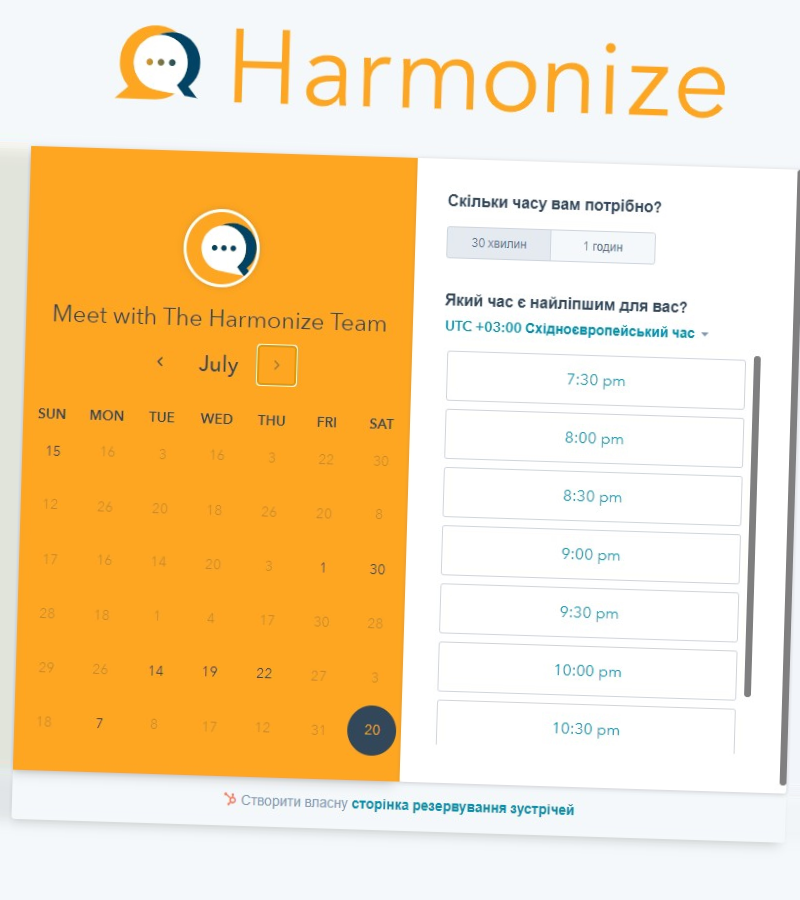 Harmonize
Meet with The Harmonize Team
July
SUN MON TUE WED THU FRI SAT
15 16 3 16 3 22 30
12 26 20 18 26 20 8
17 16 14 20 3 1 30
28 18 1 4 17 30 28
29 26 14 19 22 27 3
18 7 8 17 12 31 20
Скільки часу вам потрібно?
30 хвилин 1 годин
Який час є найліпшим для вас?
UTC +03:00 Східноєвропейський час
7:30 pm
8:00 pm
8:30 pm
9:00 pm
9:30 pm
10:00 pm
10:30 pm
Створити власну сторінка резервування зустрічей